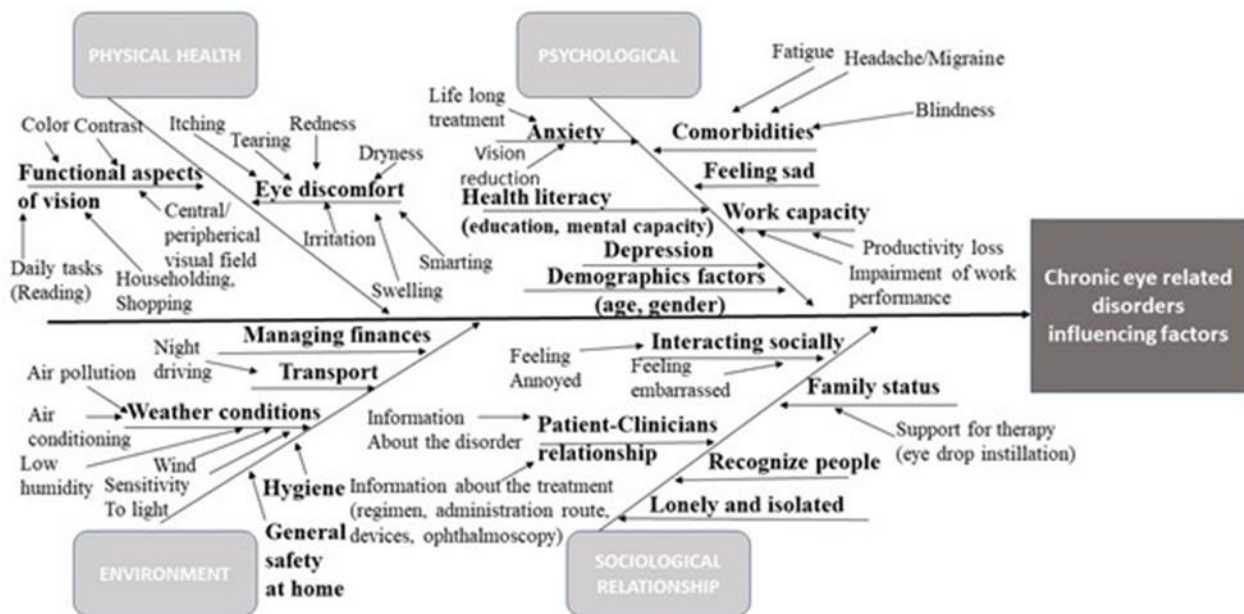 PHYSICAL HEALTH
PSYCHOLOGICAL
Color Contrast
Itching
Tearing
Redness
Dryness
Functional aspects
of vision
Eye discomfort
Central/
peripherical
visual field
Irritation
Smarting
Swelling
Daily tasks
(Reading)
Householding,
Shopping
Life long
treatment
Anxiety
Vision
reduction
Fatigue
Headache/Migraine
Blindness
Comorbidities
Feeling sad
Health literacy
(education, mental capacity)
Work capacity
Productivity loss
Impairment of work
performance
Depression
Demographics factors
(age, gender)
Chronic eye related
disorders
influencing factors
Managing finances
Night
driving
Transport
Air pollution
Weather conditions
Air
conditioning
Low
humidity
Wind
Sensitivity
To light
Hygiene
General
safety
at home
Interacting socially
Feeling
Annoyed
Feeling
embarrassed
Family status
Support for therapy
(eye drop instillation)
Information
About the disorder
Patient-Clinicians
relationship
Information about the treatment
(regimen, administration route,
devices, ophthalmoscopy)
Recognize people
Lonely and isolated
ENVIRONMENT
SOCIOLOGICAL
RELATIONSHIP